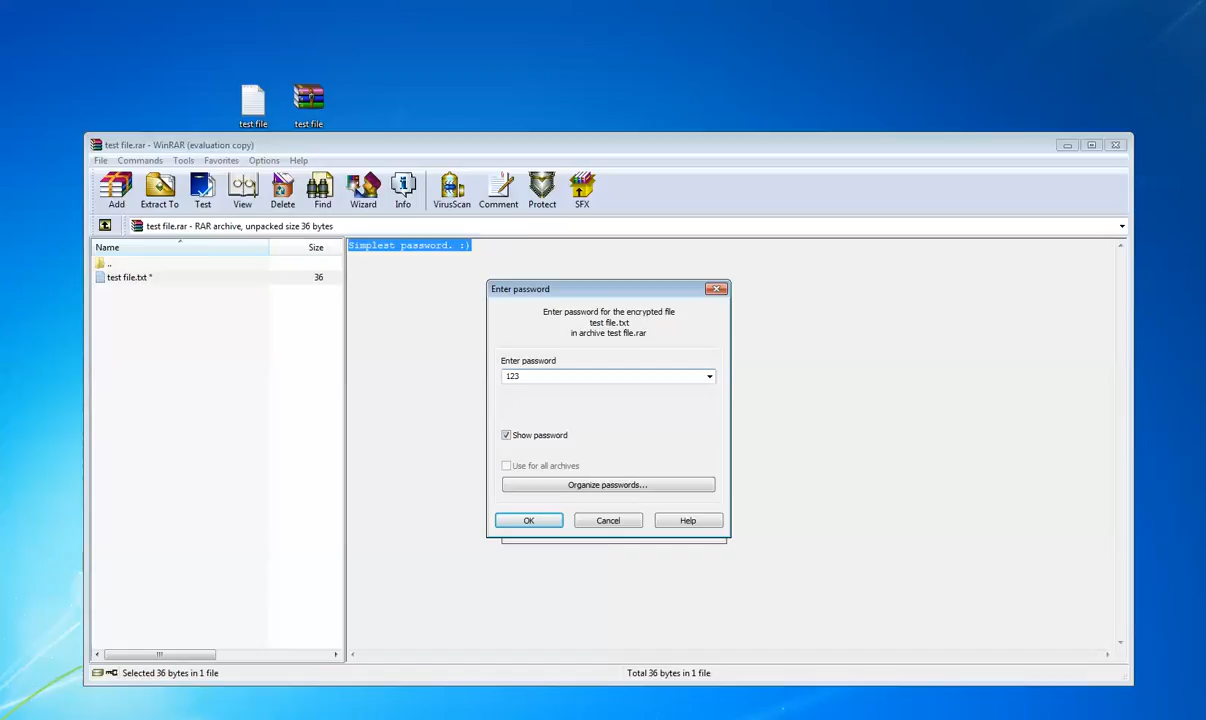 test file
test file
test file.rar - WinRAR (evaluation copy)
File Commands Tools Favorites Options Help
Add Extract To Test View Delete Find Wizard Info VirusScan Comment Protect SFX
test file.rar - RAR archive, unpacked size 36 bytes
Name Size
Simplest password. :)
..
test file.txt * 36
Enter password
Enter password for the encrypted file
test file.txt
in archive test file.rar
Enter password
123
Show password
Use for all archives
Organize passwords...
OK Cancel Help
Selected 36 bytes in 1 file
Total 36 bytes in 1 file